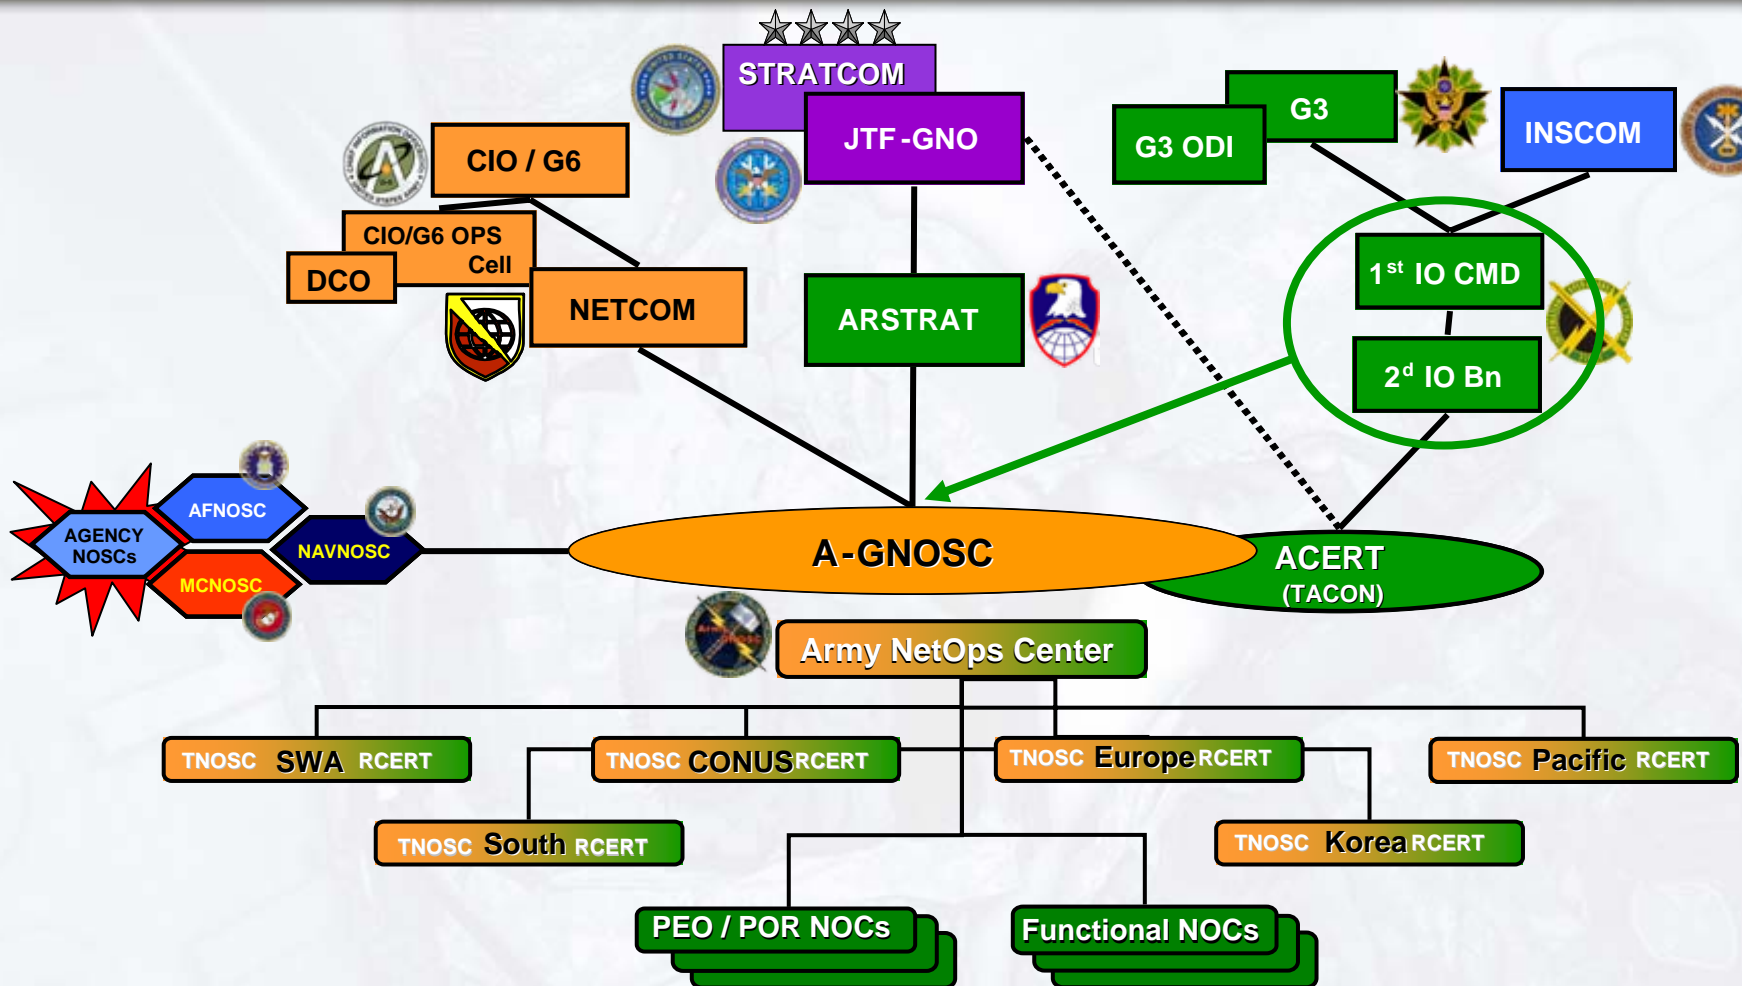 STRATCOM
JTF-GNO
G3
G3 ODI
INSCOM
CIO / G6
CIO/G6 OPS
Cell
DCO
NETCOM
ARSTRAT
1st IO CMD
2d IO Bn
AFNOSC
AGENCY
NOSCs
NAVNOSC
MCNOSC
A-GNOSC
ACERT
(TACON)
Army NetOps Center
TNOSC SWA RCERT
TNOSC CONUS RCERT
TNOSC Europe RCERT
TNOSC Pacific RCERT
TNOSC South RCERT
TNOSC Korea RCERT
PEO / POR NOCs
Functional NOCs